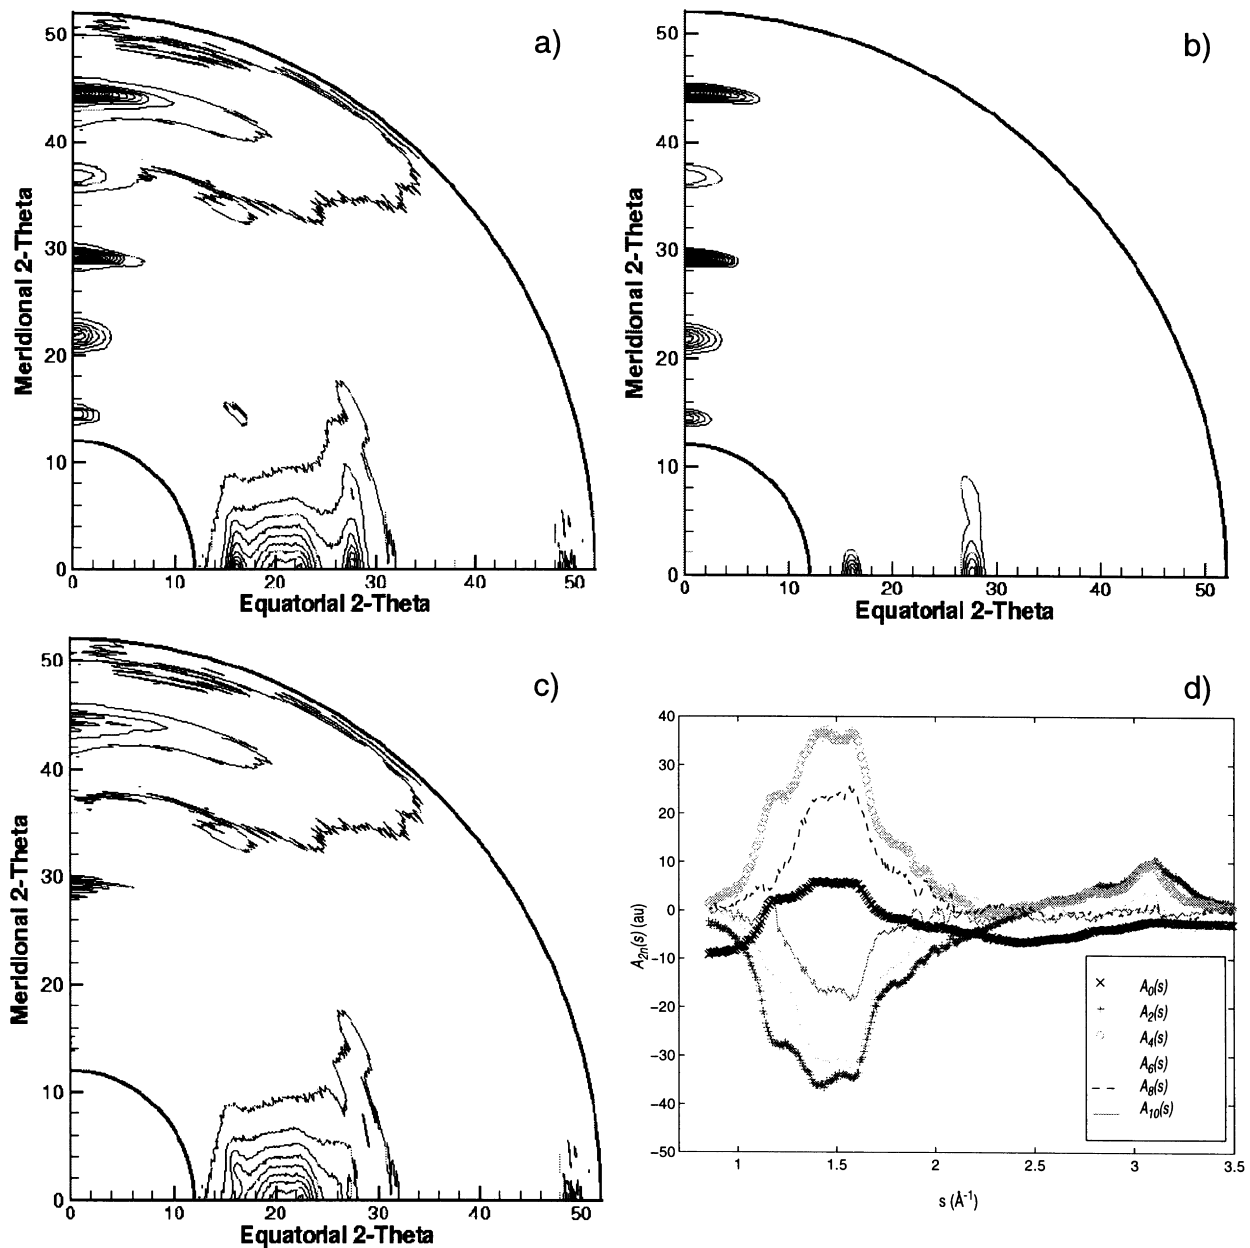 a)
50
40
30
20
10
0
Meridional 2-Theta
0 10 20 30 40 50
Equatorial 2-Theta
b)
50
40
30
20
10
0
Meridional 2-Theta
0 10 20 30 40 50
Equatorial 2-Theta
c)
50
40
30
20
10
0
Meridional 2-Theta
0 10 20 30 40 50
Equatorial 2-Theta
d)
40
30
20
10
0
−10
−20
−30
−40
−50
A2n(s) (au)
1 1.5 2 2.5 3 3.5
s (Å-1)
× A0(s)
+ A2(s)
○ A4(s)
A6(s)
A8(s)
A10(s)